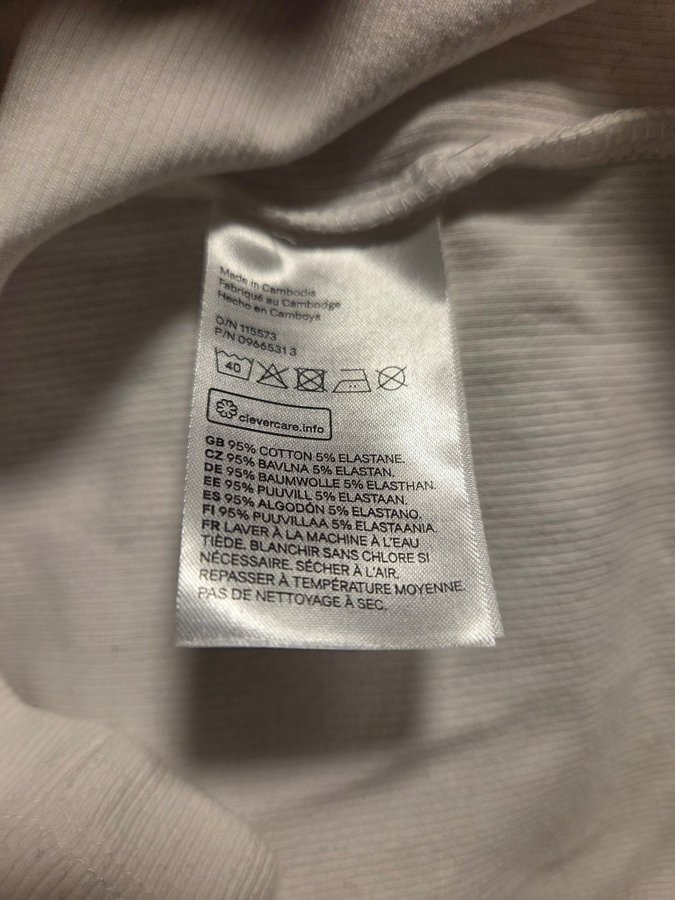 Made in Cambodia
Fabriqué au Cambodge
Hecho en Camboya
O/N 115573
P/N 0966531 3
40
clevercare.info
GB 95% COTTON 5% ELASTANE.
CZ 95% BAVLNA 5% ELASTAN.
DE 95% BAUMWOLLE 5% ELASTHAN.
EE 95% PUUVILL 5% ELASTAAN.
ES 95% ALGODÓN 5% ELASTANO.
FI 95% PUUVILLAA 5% ELASTAANIA.
FR LAVER À LA MACHINE À L'EAU
TIÈDE. BLANCHIR SANS CHLORE SI
NÉCESSAIRE. SÉCHER À L'AIR.
REPASSER À TEMPÉRATURE MOYENNE.
PAS DE NETTOYAGE À SEC.